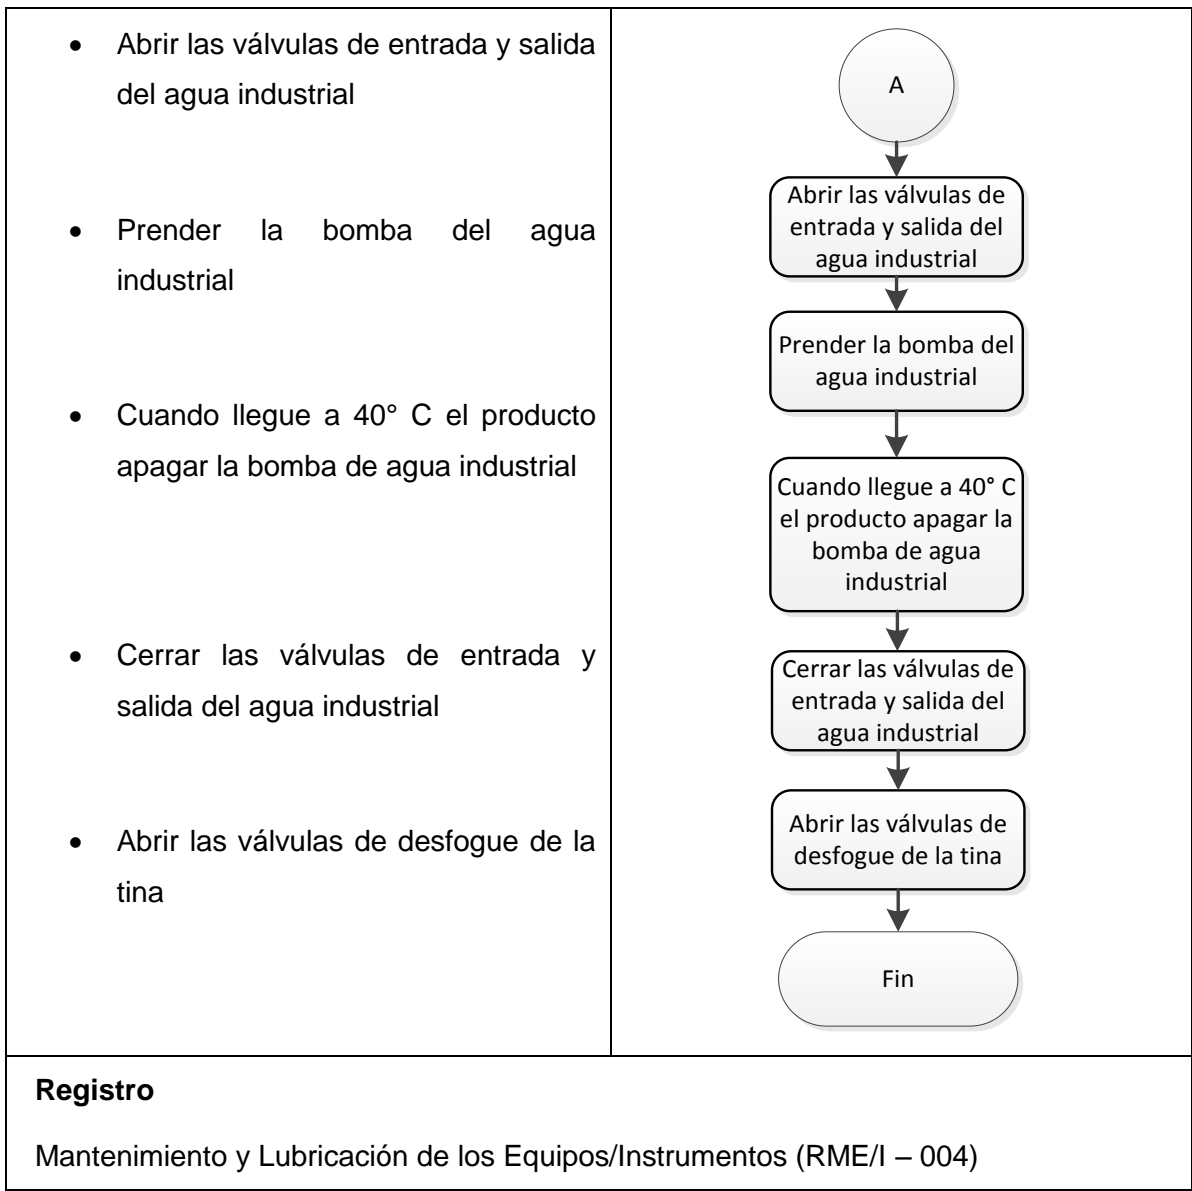 • Abrir las válvulas de entrada y salida
del agua industrial
• Prender la bomba del agua
industrial
• Cuando llegue a 40° C el producto
apagar la bomba de agua industrial
• Cerrar las válvulas de entrada y
salida del agua industrial
• Abrir las válvulas de desfogue de la
tina
A
Abrir las válvulas de
entrada y salida del
agua industrial
Prender la bomba del
agua industrial
Cuando llegue a 40° C
el producto apagar la
bomba de agua
industrial
Cerrar las válvulas de
entrada y salida del
agua industrial
Abrir las válvulas de
desfogue de la tina
Fin
Registro
Mantenimiento y Lubricación de los Equipos/Instrumentos (RME/I – 004)